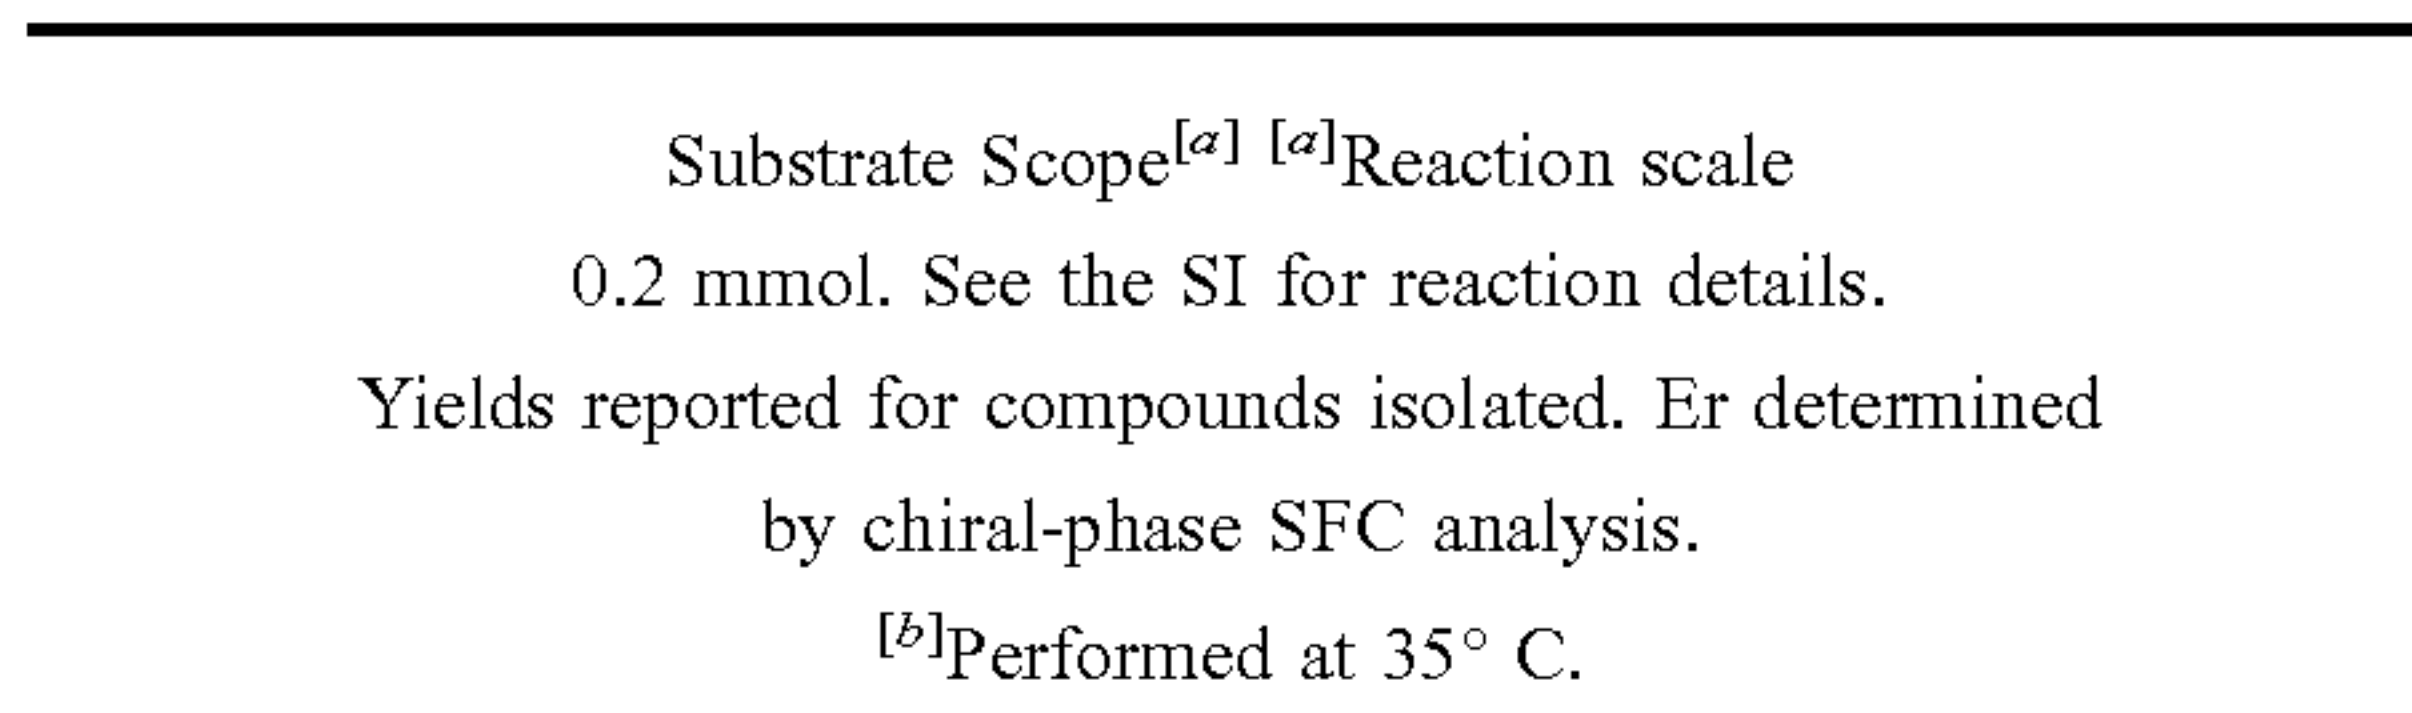 Substrate Scope[a] [a]Reaction scale
0.2 mmol. See the SI for reaction details.
Yields reported for compounds isolated. Er determined
by chiral-phase SFC analysis.
[b]Performed at 35° C.